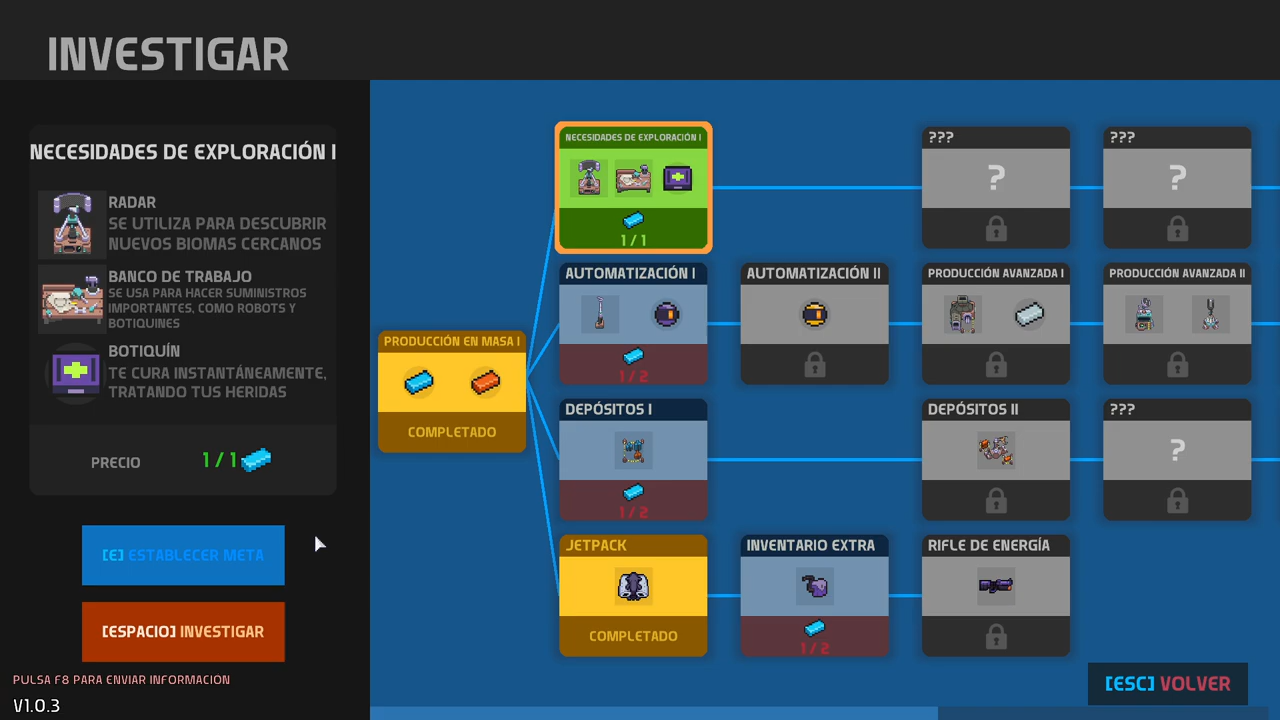 INVESTIGAR
NECESIDADES DE EXPLORACIÓN I
RADAR
SE UTILIZA PARA DESCUBRIR
NUEVOS BIOMAS CERCANOS
BANCO DE TRABAJO
SE USA PARA HACER SUMINISTROS
IMPORTANTES, COMO ROBOTS Y
BOTIQUINES
BOTIQUÍN
TE CURA INSTANTÁNEAMENTE,
TRATANDO TUS HERIDAS
PRECIO 1/1
[E] ESTABLECER META
[ESPACIO] INVESTIGAR
PULSA F8 PARA ENVIAR INFORMACION
V1.0.3
PRODUCCIÓN EN MASA I
COMPLETADO
NECESIDADES DE EXPLORACIÓN I
1/1
???
?
???
?
AUTOMATIZACIÓN I
1/2
AUTOMATIZACIÓN II
PRODUCCIÓN AVANZADA I
PRODUCCIÓN AVANZADA II
DEPÓSITOS I
1/2
DEPÓSITOS II
???
?
JETPACK
COMPLETADO
INVENTARIO EXTRA
1/2
RIFLE DE ENERGÍA
[ESC] VOLVER